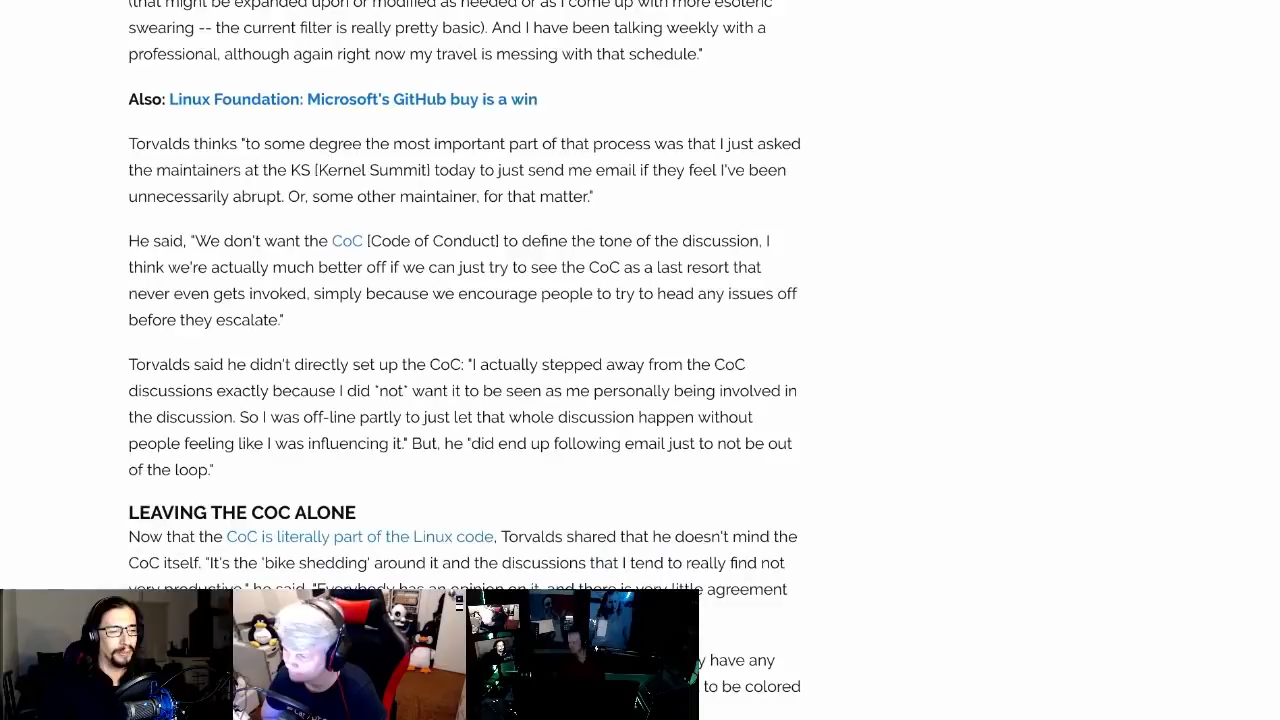 (that might be expanded upon or modified as needed or as I come up with more esoteric
swearing -- the current filter is really pretty basic). And I have been talking weekly with a
professional, although again right now my travel is messing with that schedule."
Also: Linux Foundation: Microsoft's GitHub buy is a win
Torvalds thinks "to some degree the most important part of that process was that I just asked
the maintainers at the KS [Kernel Summit] today to just send me email if they feel I've been
unnecessarily abrupt. Or, some other maintainer, for that matter."
He said, "We don't want the CoC [Code of Conduct] to define the tone of the discussion, I
think we're actually much better off if we can just try to see the CoC as a last resort that
never even gets invoked, simply because we encourage people to try to head any issues off
before they escalate."
Torvalds said he didn't directly set up the CoC: "I actually stepped away from the CoC
discussions exactly because I did *not* want it to be seen as me personally being involved in
the discussion. So I was off-line partly to just let that whole discussion happen without
people feeling like I was influencing it." But, he "did end up following email just to not be out
of the loop."
LEAVING THE COC ALONE
Now that the CoC is literally part of the Linux code, Torvalds shared that he doesn't mind the
CoC itself. "It's the 'bike shedding' around it and the discussions that I tend to really find not
very productive," he said. "Everybody has an opinion on it, and there is very little agreement
have any
to be colored